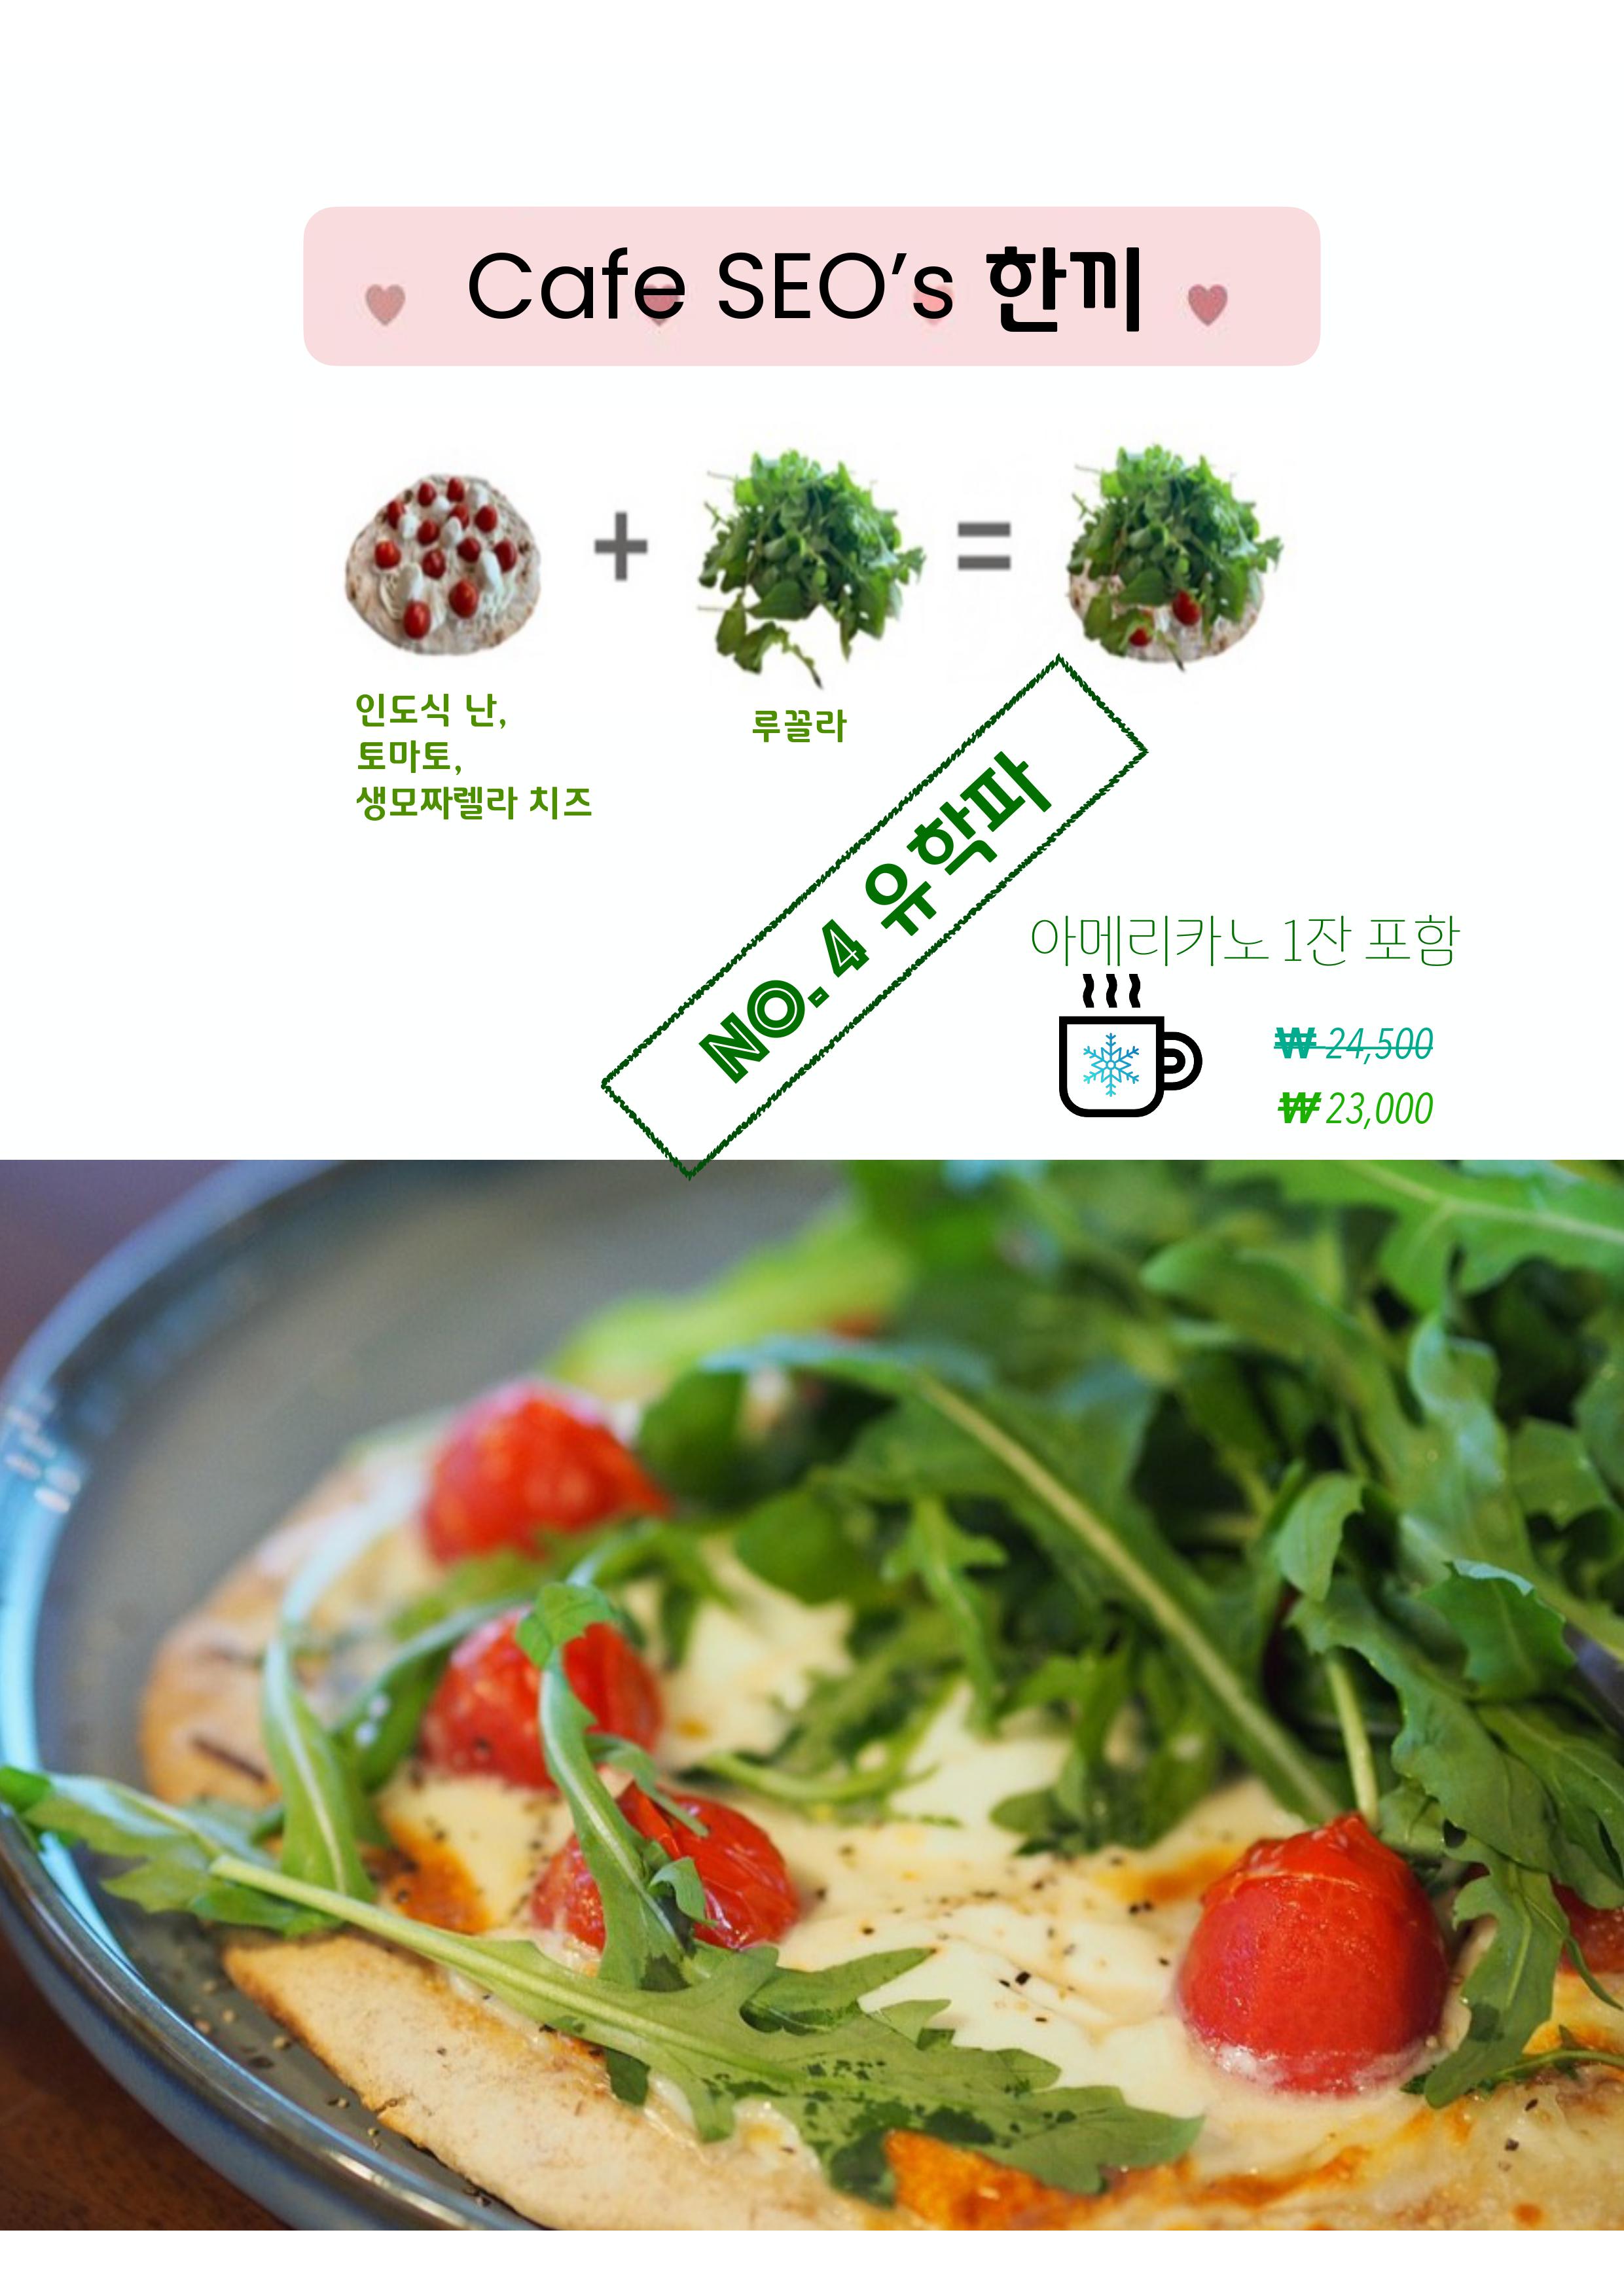 Cafe SEO’s 한끼
+
=
인도식 난,
토마토,
생모짜렐라 치즈
루꼴라
NO. 4 유학파
아메리카노 1잔 포함
₩ 24,500
₩ 23,000